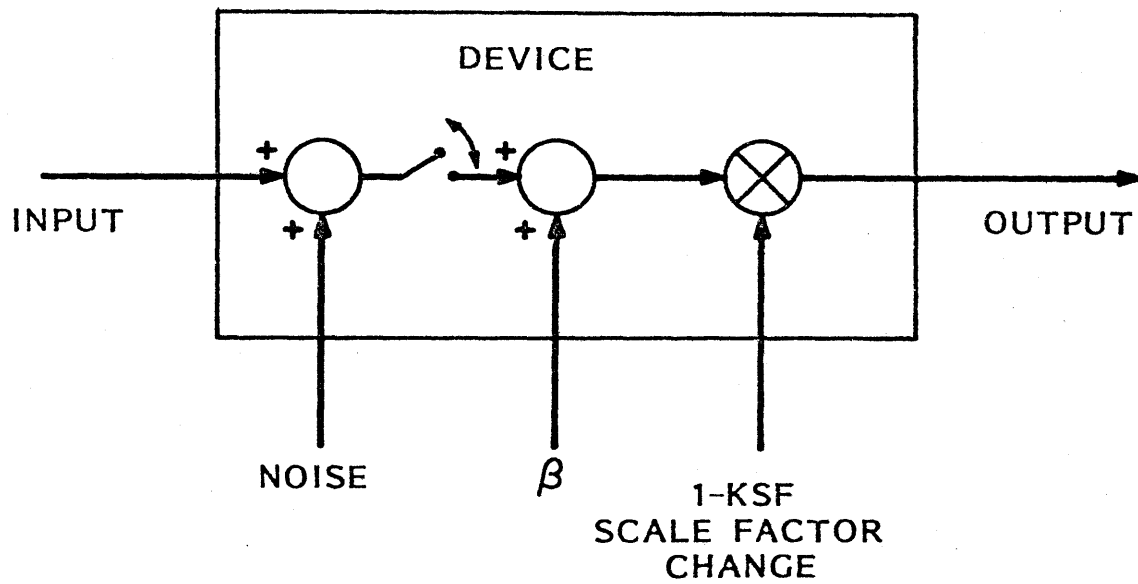 DEVICE
+
+
INPUT
+
+
OUTPUT
NOISE
β
1-KSF
SCALE FACTOR
CHANGE